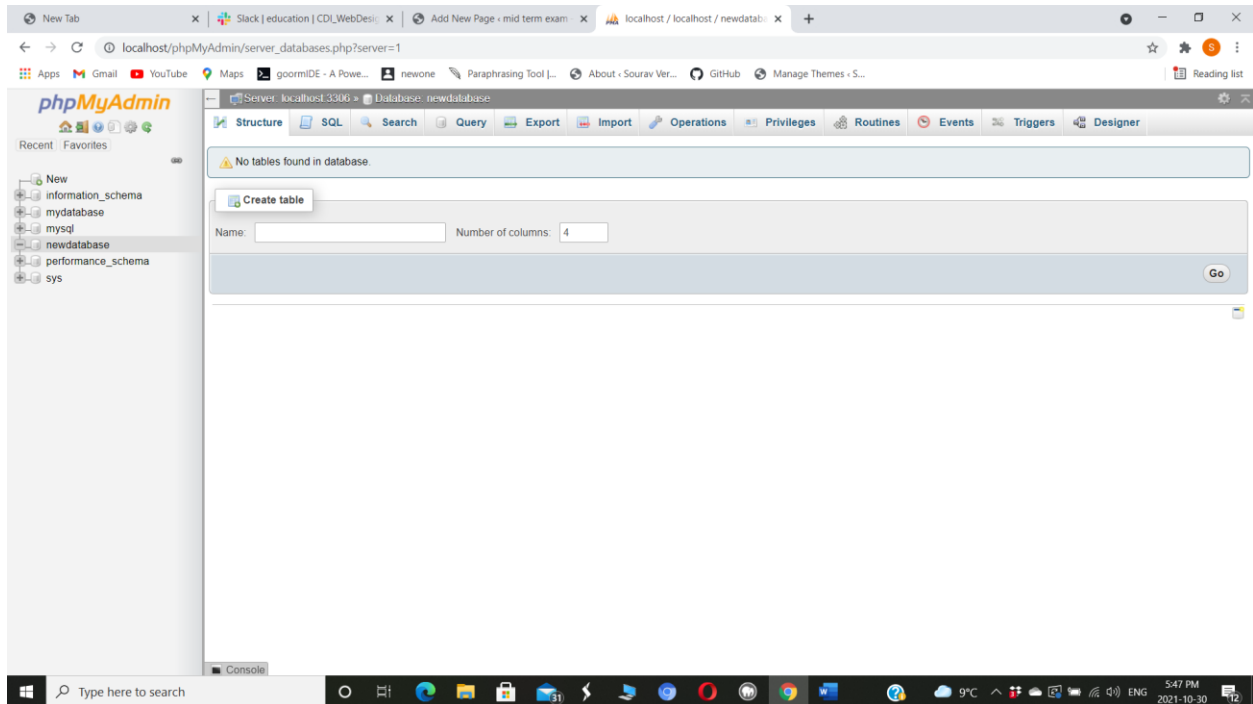 New Tab
Slack | education | CDI_WebDesig
Add New Page ‹ mid term exam -
localhost / localhost / newdataba
localhost/phpMyAdmin/server_databases.php?server=1
S
Apps Gmail YouTube Maps goormIDE - A Powe... newone Paraphrasing Tool |... About ‹ Sourav Ver... GitHub Manage Themes ‹ S... Reading list
phpMyAdmin
Server: localhost:3306 » Database: newdatabase
Structure SQL Search Query Export Import Operations Privileges Routines Events Triggers Designer
Recent Favorites
New
information_schema
mydatabase
mysql
newdatabase
performance_schema
sys
No tables found in database.
Create table
Name: Number of columns: 4
Go
Console
Type here to search
31
9°C
ENG
5:47 PM
2021-10-30
12